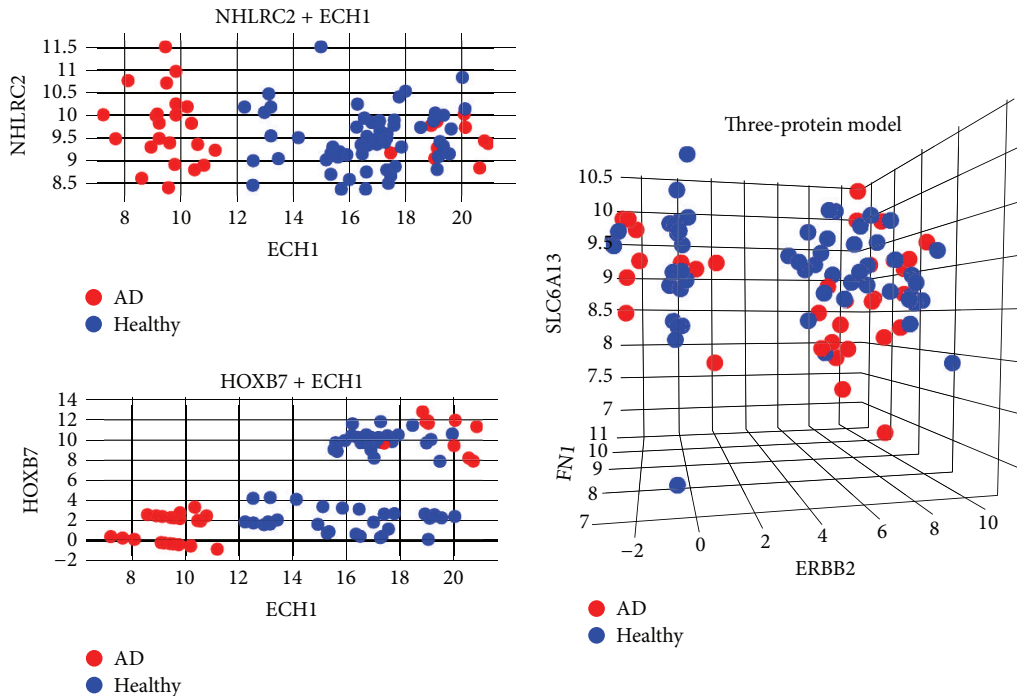 NHLRC2 + ECH1
NHLRC2
11.5
11
10.5
10
9.5
9
8.5
8 10 12 14 16 18 20
ECH1
AD
Healthy
HOXB7 + ECH1
HOXB7
14
12
10
8
6
4
2
0
−2
8 10 12 14 16 18 20
ECH1
AD
Healthy
Three-protein model
SLC6A13
10.5
10
9.5
9
8.5
8
7.5
7
FN1
11
10
9
8
7
−2 0 2 4 6 8 10
ERBB2
AD
Healthy